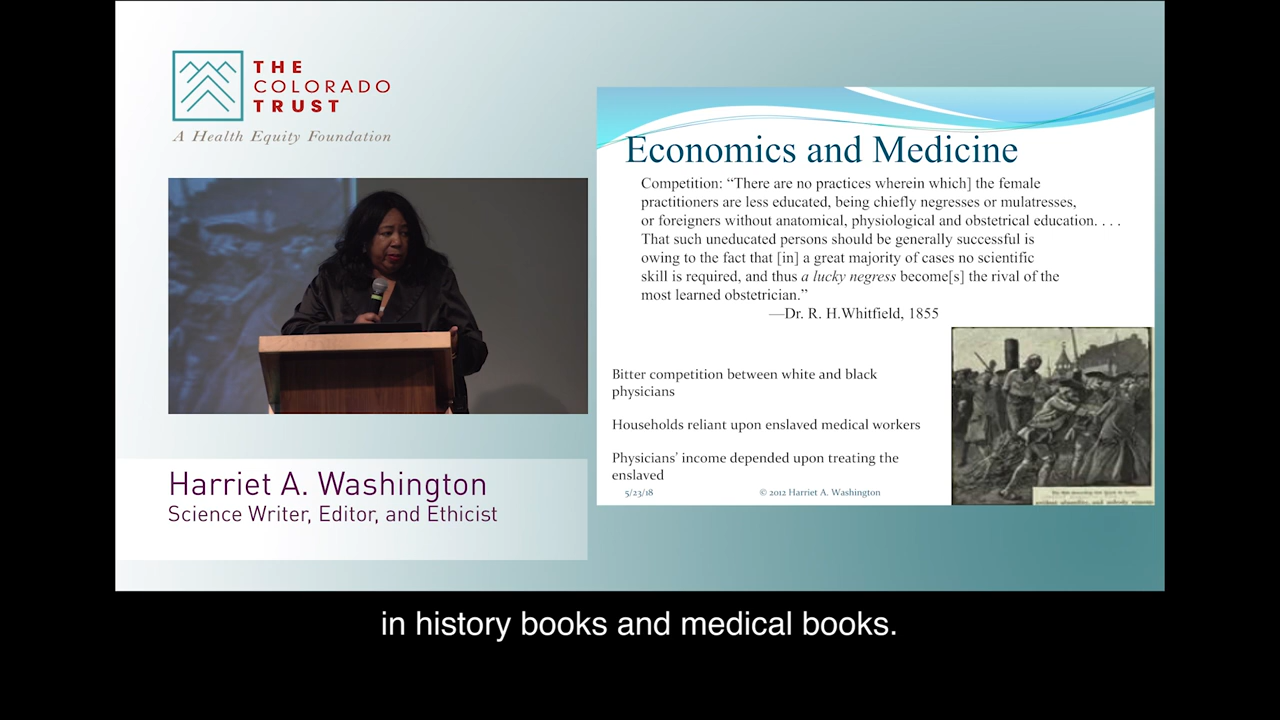 THE
COLORADO
TRUST
A Health Equity Foundation
Economics and Medicine
Competition: “There are no practices wherein which] the female
practitioners are less educated, being chiefly negresses or mulatresses,
or foreigners without anatomical, physiological and obstetrical education. . . .
That such uneducated persons should be generally successful is
owing to the fact that [in] a great majority of cases no scientific
skill is required, and thus a lucky negress become[s] the rival of the
most learned obstetrician.”
—Dr. R. H.Whitfield, 1855
Bitter competition between white and black
physicians
Households reliant upon enslaved medical workers
Physicians’ income depended upon treating the
enslaved
5/23/18
© 2012 Harriet A. Washington
Harriet A. Washington
Science Writer, Editor, and Ethicist
in history books and medical books.